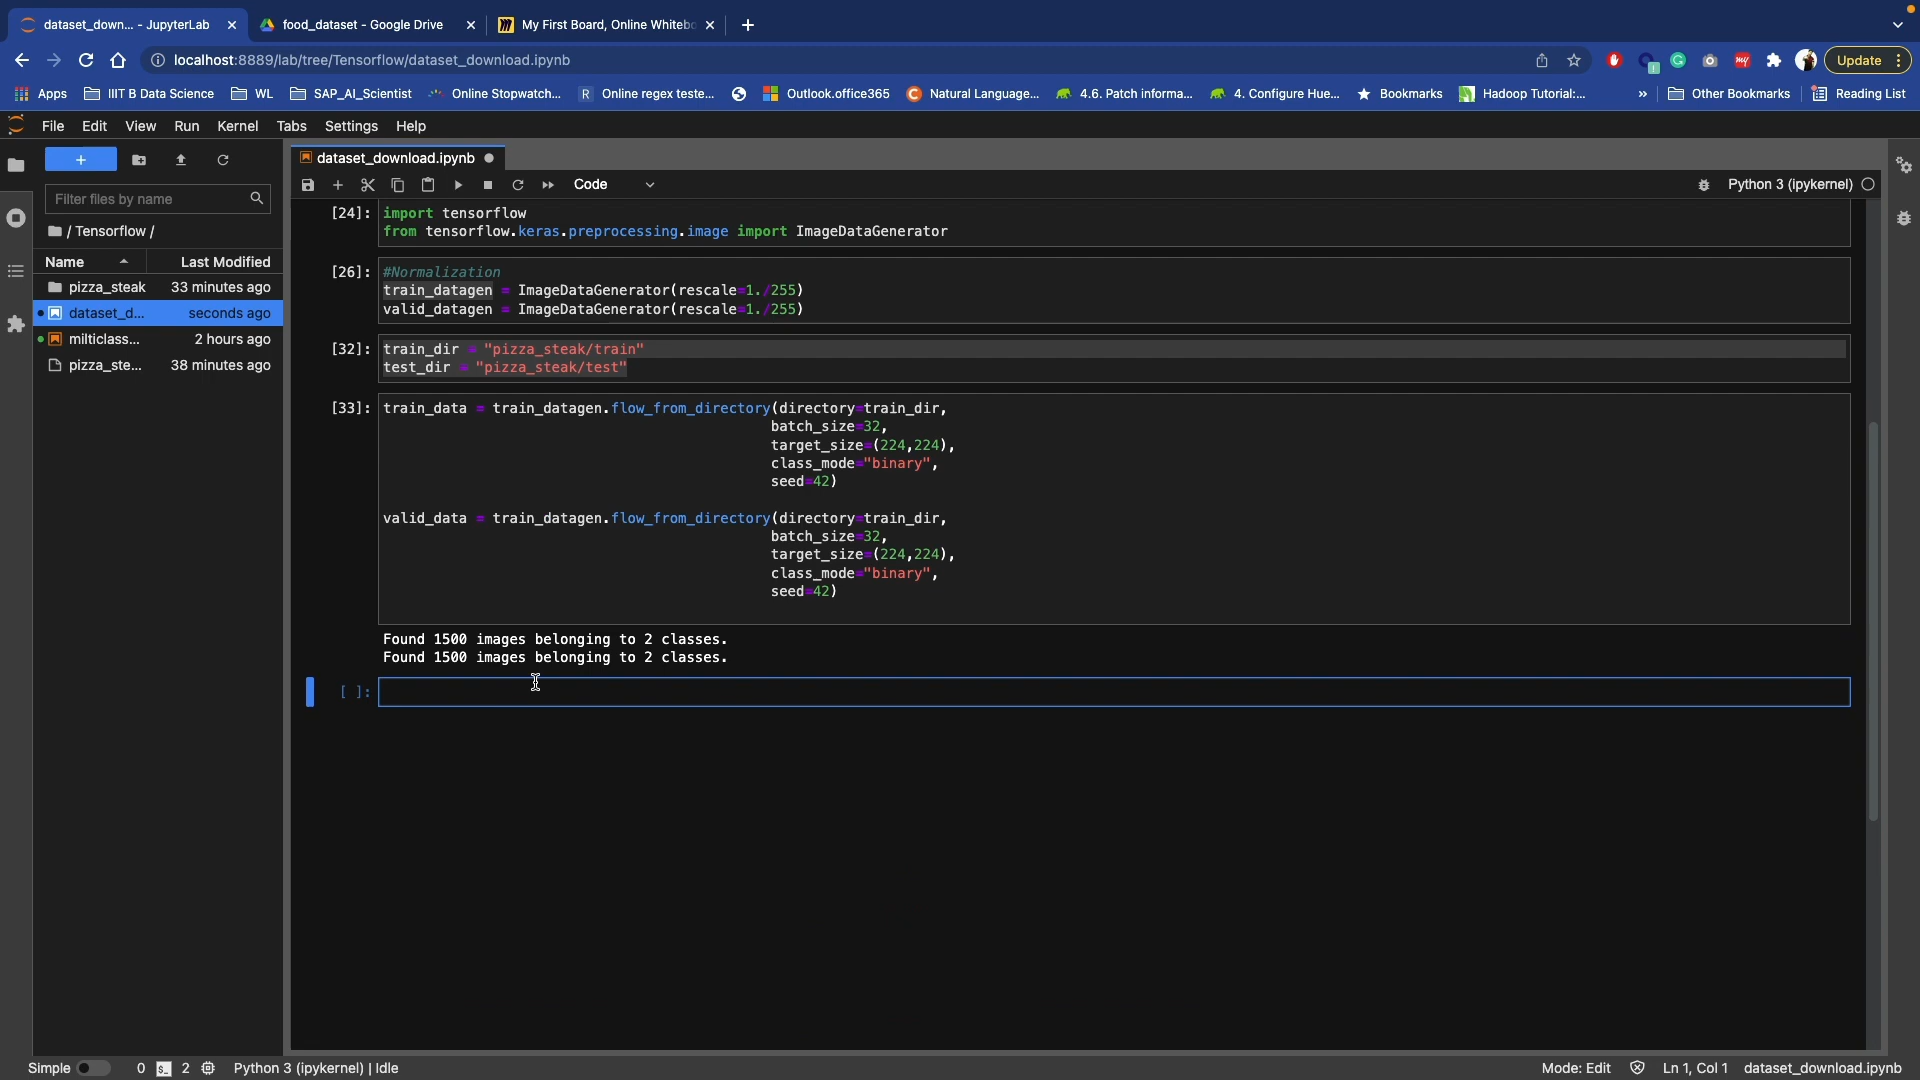 dataset_down... - JupyterLab
food_dataset - Google Drive
My First Board, Online Whitebo
localhost:8889/lab/tree/Tensorflow/dataset_download.ipynb
Update
Apps
IIT B Data Science
WL
SAP_AI_Scientist
Online Stopwatch...
R
Online regex teste...
Outlook.office365
Natural Language...
4.6. Patch informa...
4. Configure Hue...
Bookmarks
Hadoop Tutorial:...
»
Other Bookmarks
Reading List
File Edit View Run Kernel Tabs Settings Help
dataset_download.ipynb
Filter files by name
Code
Python 3 (ipykernel)
/ Tensorflow /
Name Last Modified
pizza_steak 33 minutes ago
dataset_d... seconds ago
milticlass... 2 hours ago
pizza_ste... 38 minutes ago
[24]: import tensorflow
from tensorflow.keras.preprocessing.image import ImageDataGenerator
[26]: #Normalization
train_datagen = ImageDataGenerator(rescale=1./255)
valid_datagen = ImageDataGenerator(rescale=1./255)
[32]: train_dir = "pizza_steak/train"
test_dir = "pizza_steak/test"
[33]: train_data = train_datagen.flow_from_directory(directory=train_dir,
batch_size=32,
target_size=(224,224),
class_mode="binary",
seed=42)
valid_data = train_datagen.flow_from_directory(directory=train_dir,
batch_size=32,
target_size=(224,224),
class_mode="binary",
seed=42)
Found 1500 images belonging to 2 classes.
Found 1500 images belonging to 2 classes.
[ ]:
Simple 0 2 Python 3 (ipykernel) | Idle
Mode: Edit Ln 1, Col 1 dataset_download.ipynb